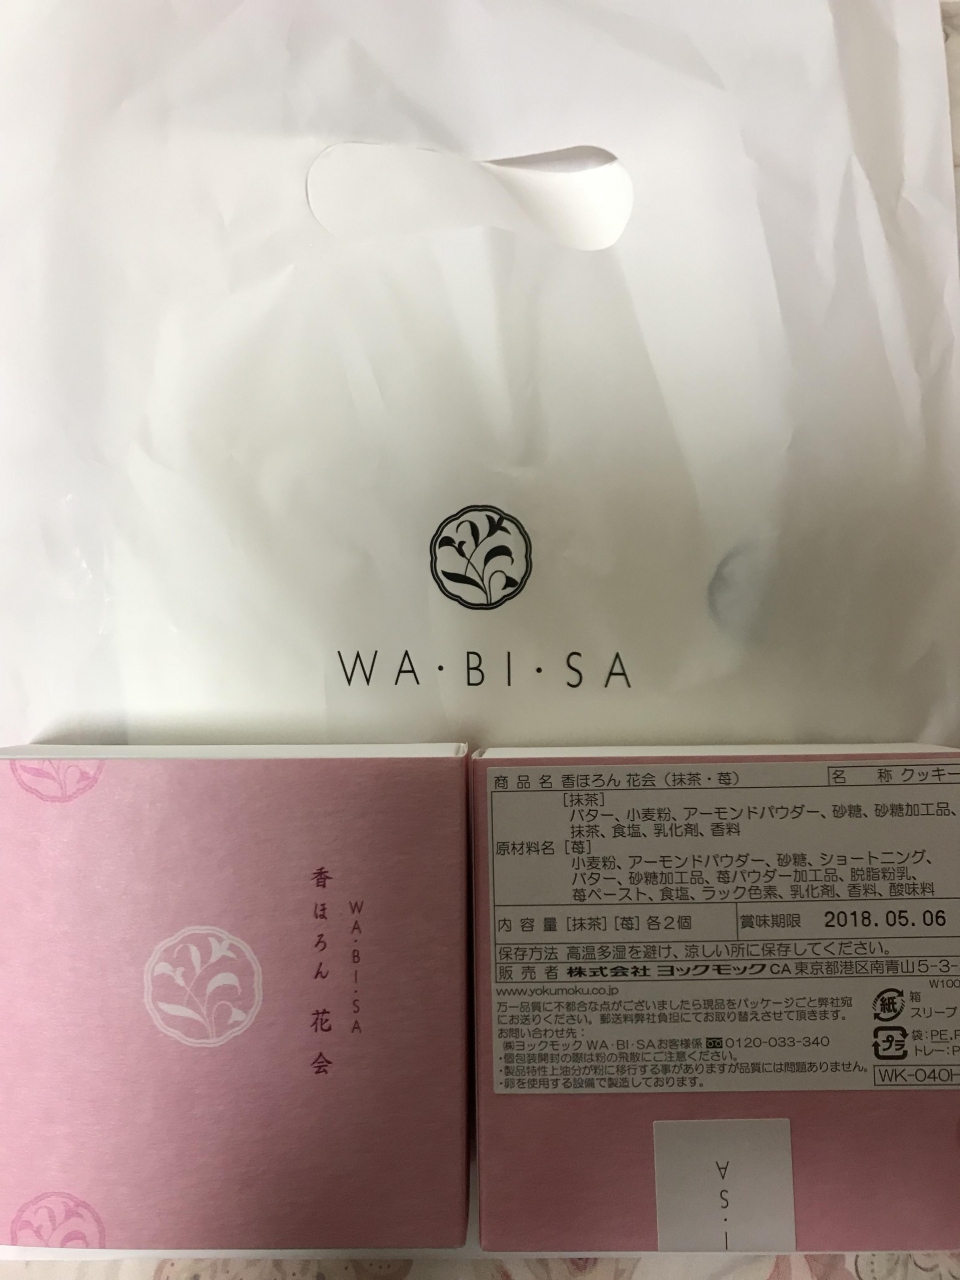 WA・BI・SA
香ほろん 花会
WA・BI・SA
商品名 香ほろん 花会（抹茶・苺）
名 称 クッキー
原材料名
[抹茶]
バター、小麦粉、アーモンドパウダー、砂糖、砂糖加工品、
抹茶、食塩、乳化剤、香料
[苺]
小麦粉、アーモンドパウダー、砂糖、ショートニング、
バター、砂糖加工品、苺パウダー加工品、脱脂粉乳、
苺ペースト、食塩、ラック色素、乳化剤、香料、酸味料
内容量 [抹茶] [苺] 各2個
賞味期限 2018.05.06
保存方法 高温多湿を避け、涼しい所に保存してください。
販売者 株式会社 ヨックモック CA 東京都港区南青山5-3-
W100
www.yokumoku.co.jp
万一品質に不都合な点がございましたら現品をパッケージごと弊社宛
にお送りください。郵送料弊社負担にてお取り替えさせて頂きます。
お問い合わせ先：
㈱ヨックモック WA・BI・SAお客様係 0120-033-340
・個包装開封の際は粉の飛散にご注意ください。
・製品特性上油分が粉に移行する事がありますが品質には問題ありません。
・卵を使用する設備で製造しております。
紙 箱
スリーブ
プラ 袋：PE,P
トレー：P
WK-040H
I・SA